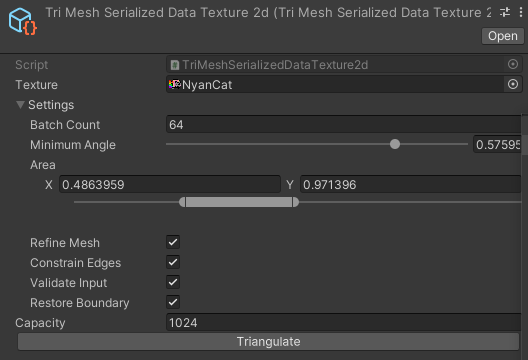 Tri Mesh Serialized Data Texture 2d (Tri Mesh Serialized Data Texture 2
Open
Script TriMeshSerializedDataTexture2d
Texture NyanCat
Settings
Batch Count 64
Minimum Angle 0.57595
Area
X 0.4863959 Y 0.971396
Refine Mesh
Constrain Edges
Validate Input
Restore Boundary
Capacity 1024
Triangulate